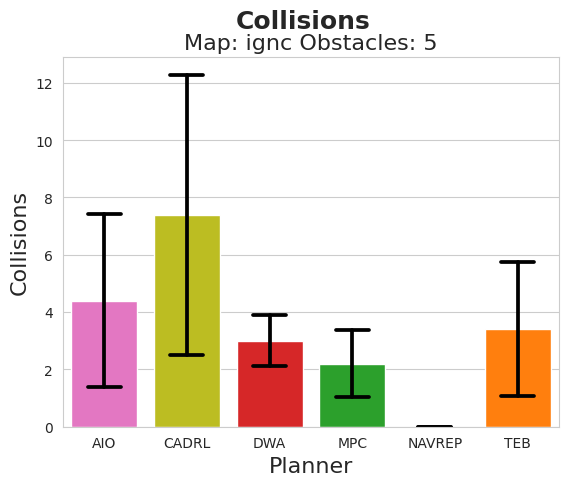 Collisions
Map: ignc Obstacles: 5
12
10
8
6
4
2
0
Collisions
AIO CADRL DWA MPC NAVREP TEB
Planner